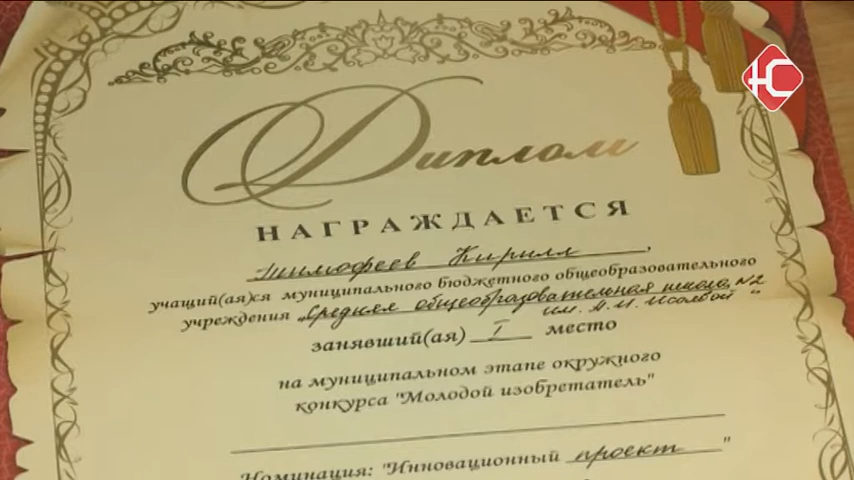 Диплом
НАГРАЖДАЕТСЯ
Тимофеев Кирилл,
учащий(ая)ся муниципального бюджетного общеобразовательного
учреждения „Средняя общеобразовательная школа №2
им. А.И. Исаевой"
занявший(ая) I место
на муниципальном этапе окружного
конкурса "Молодой изобретатель"
Номинация: "Инновационный проект"
Ю С